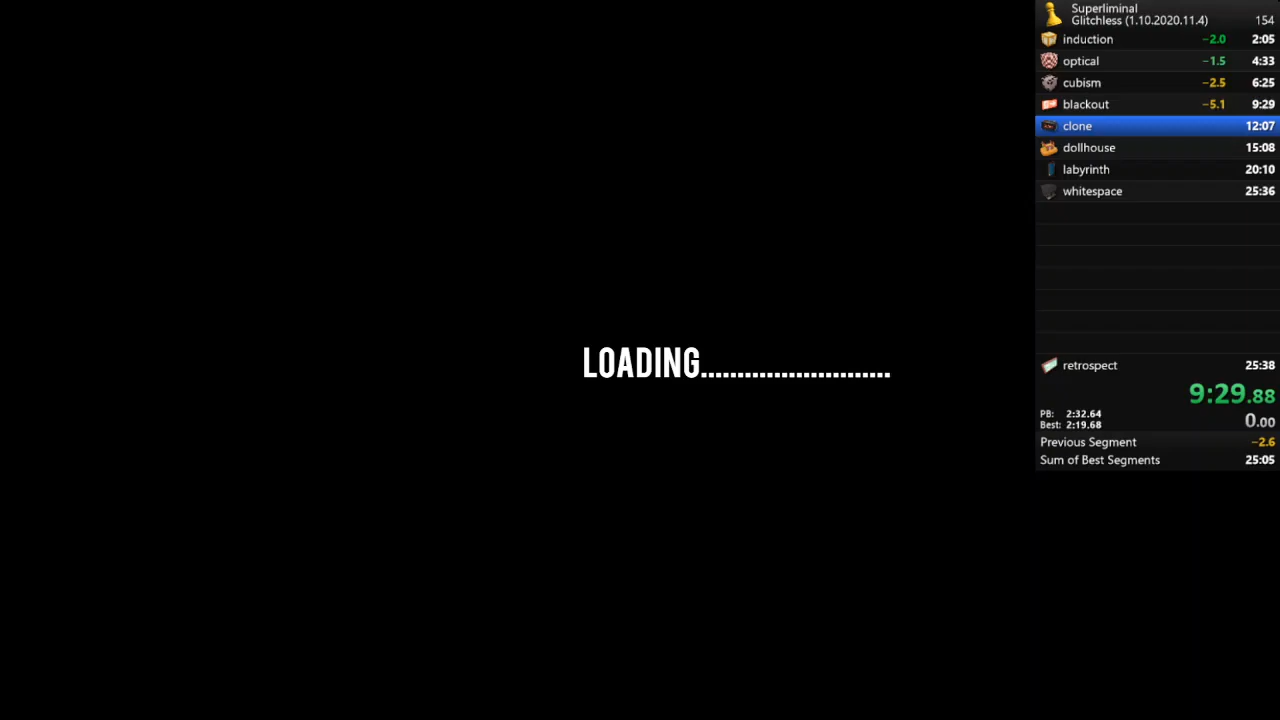 Superliminal
Glitchless (1.10.2020.11.4) 154
induction −2.0 2:05
optical −1.5 4:33
cubism −2.5 6:25
blackout −5.1 9:29
clone 12:07
dollhouse 15:08
labyrinth 20:10
whitespace 25:36
LOADING..........................
retrospect 25:38
9:29.88
PB: 2:32.64
Best: 2:19.68
0.00
Previous Segment −2.6
Sum of Best Segments 25:05